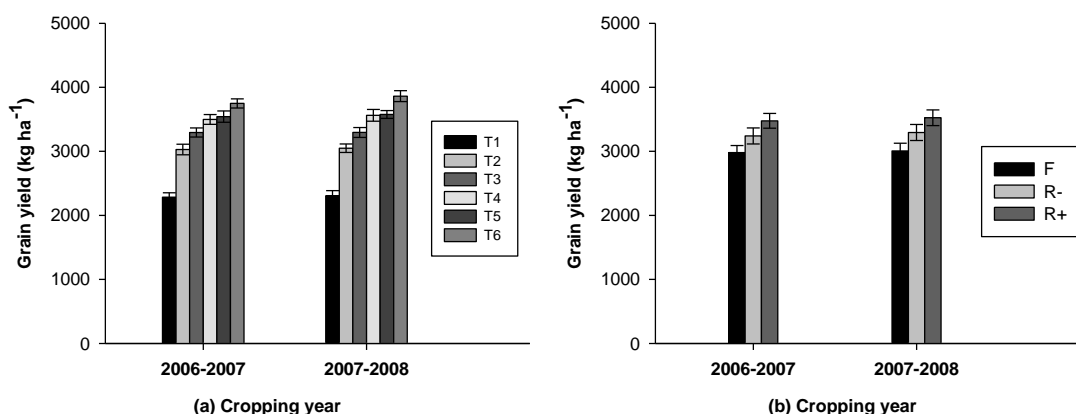 5000
4000
3000
2000
1000
0
Grain yield (kg ha⁻¹)
T1
T2
T3
T4
T5
T6
2006-2007 2007-2008
(a) Cropping year
5000
4000
3000
2000
1000
0
Grain yield (kg ha⁻¹)
F
R-
R+
2006-2007 2007-2008
(b) Cropping year